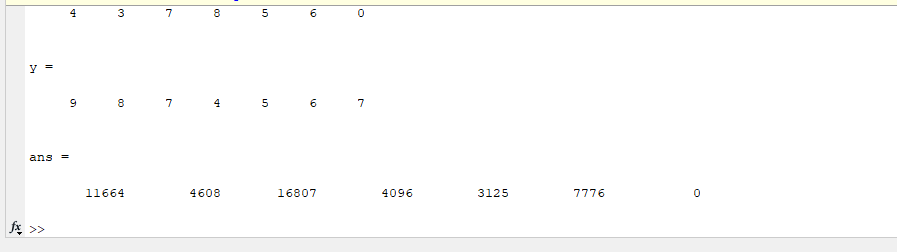 4 3 7 8 5 6 0
y =
9 8 7 4 5 6 7
ans =
11664 4608 16807 4096 3125 7776 0
fx >>